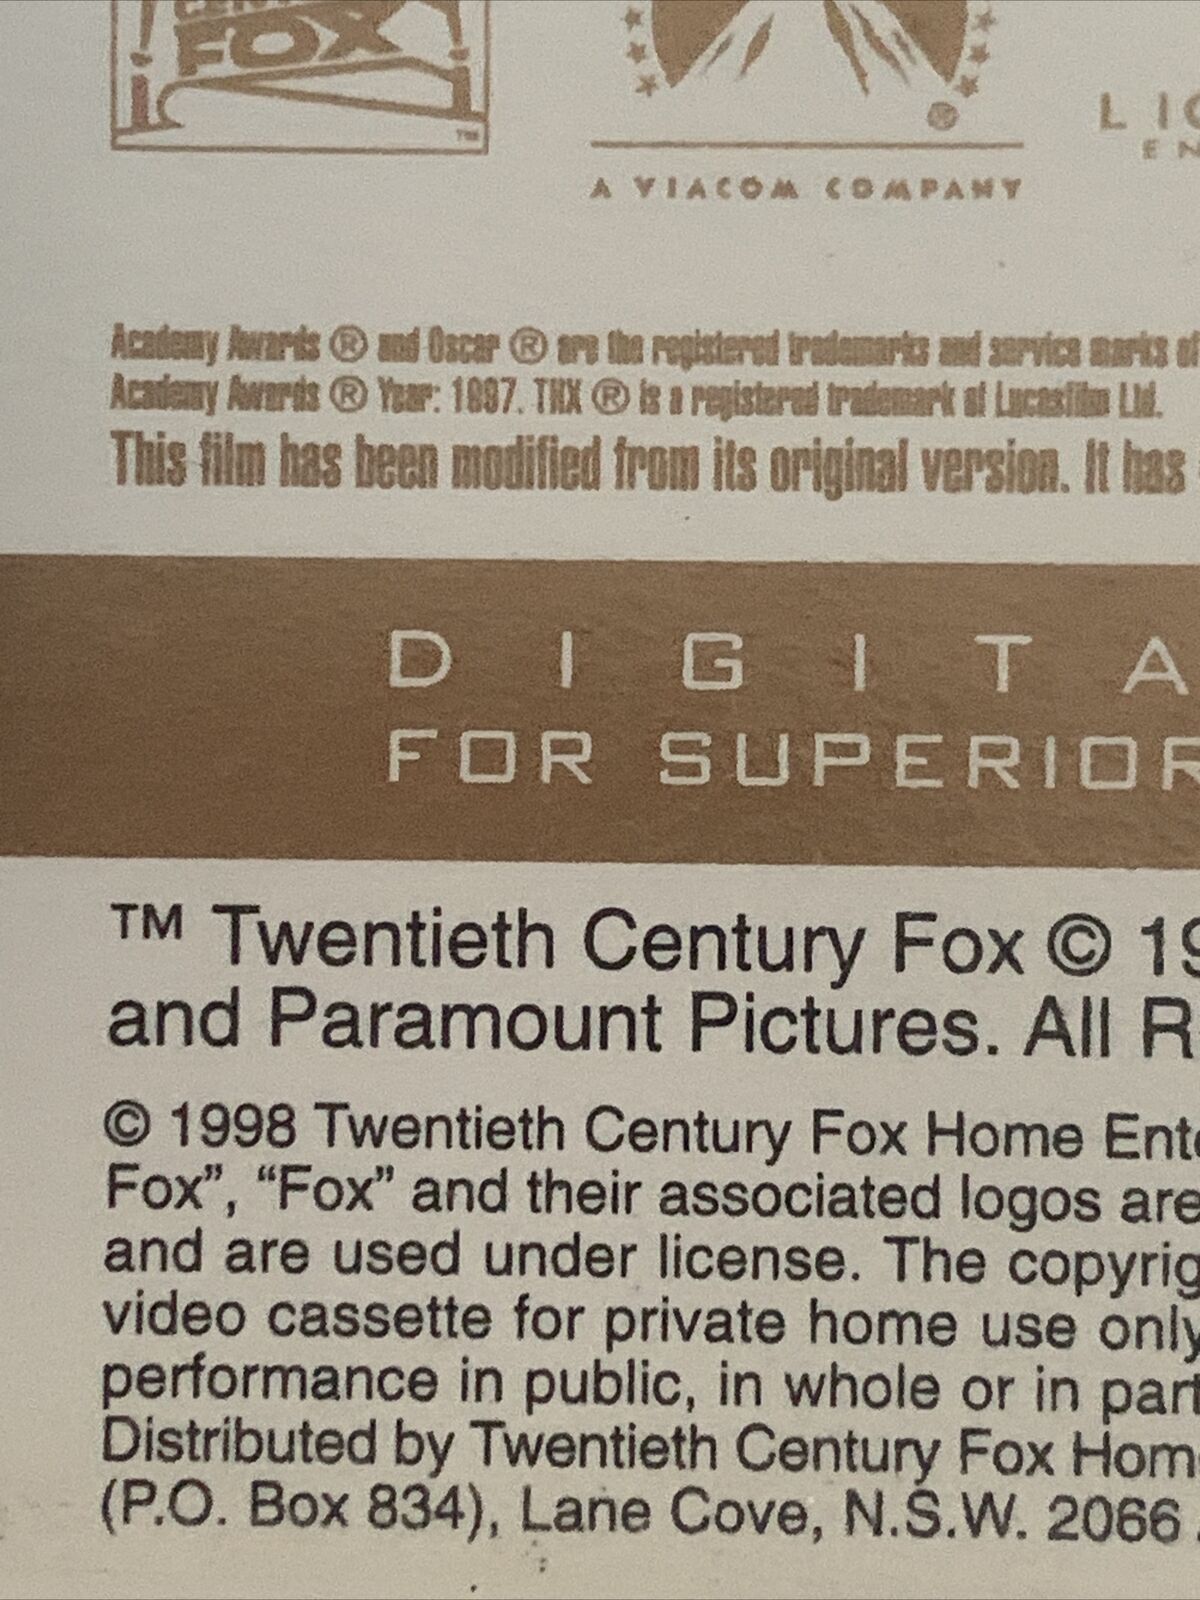 FOX
TM
®
A VIACOM COMPANY
L I
E N
Academy Awards ® and Oscar ® are the registered trademarks and service marks of
Academy Awards ® Year: 1997. THX ® is a registered trademark of Lucasfilm Ltd.
This film has been modified from its original version. It has
DIGITA
FOR SUPERIOR
™ Twentieth Century Fox © 19
and Paramount Pictures. All R
© 1998 Twentieth Century Fox Home Ente
Fox”, “Fox” and their associated logos are
and are used under license. The copyrig
video cassette for private home use only
performance in public, in whole or in part
Distributed by Twentieth Century Fox Home
(P.O. Box 834), Lane Cove, N.S.W. 2066